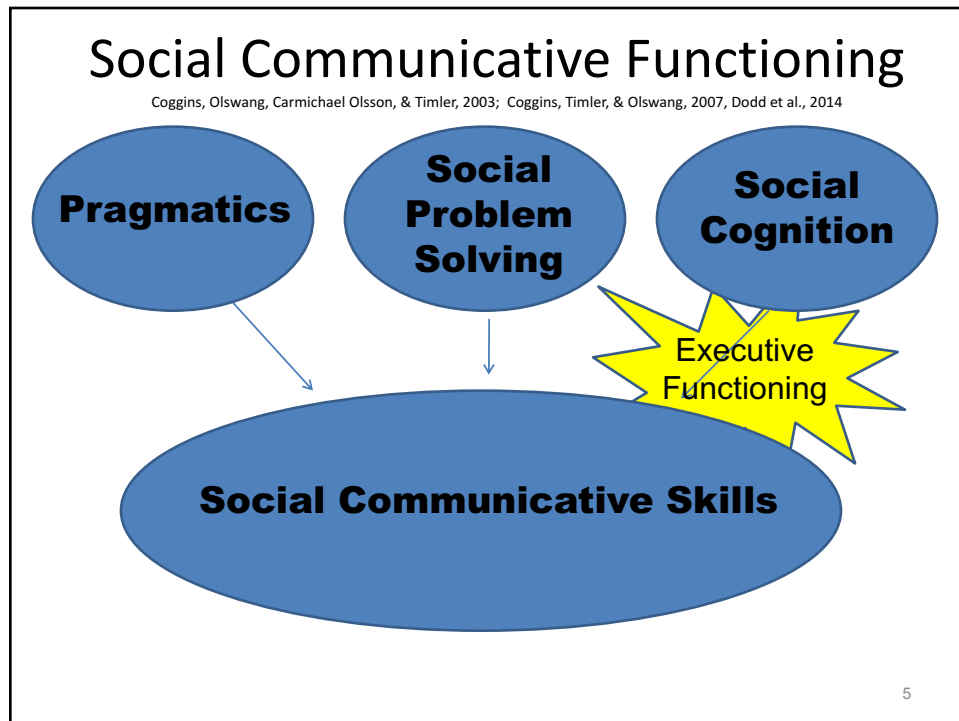 Social Communicative Functioning
Coggins, Olswang, Carmichael Olsson, & Timler, 2003; Coggins, Timler, & Olswang, 2007, Dodd et al., 2014
Pragmatics
Social
Problem
Solving
Social
Cognition
Executive
Functioning
Social Communicative Skills
5